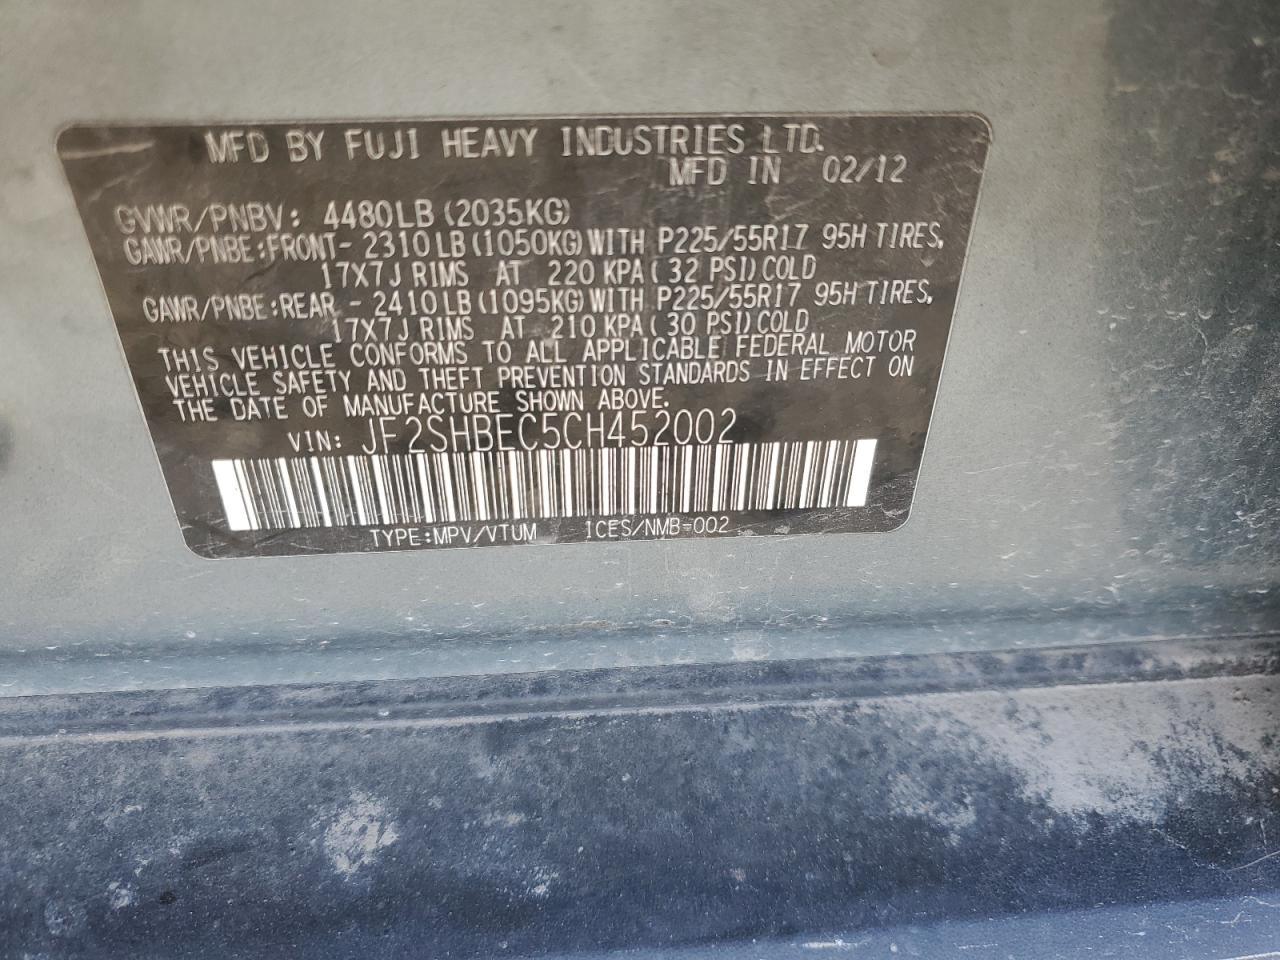 MFD BY FUJI HEAVY INDUSTRIES LTD.
MFD IN 02/12
GVWR/PNBV: 4480LB (2035KG)
GAWR/PNBE:FRONT- 2310LB(1050KG)WITH P225/55R17 95H TIRES,
17X7J RIMS AT 220 KPA( 32 PSI)COLD
GAWR/PNBE:REAR - 2410LB(1095KG)WITH P225/55R17 95H TIRES,
17X7J RIMS AT 210 KPA( 30 PSI)COLD
THIS VEHICLE CONFORMS TO ALL APPLICABLE FEDERAL MOTOR
VEHICLE SAFETY AND THEFT PREVENTION STANDARDS IN EFFECT ON
THE DATE OF MANUFACTURE SHOWN ABOVE.
VIN: JF2SHBEC5CH452002
TYPE:MPV/VTUM ICES/NMB-002